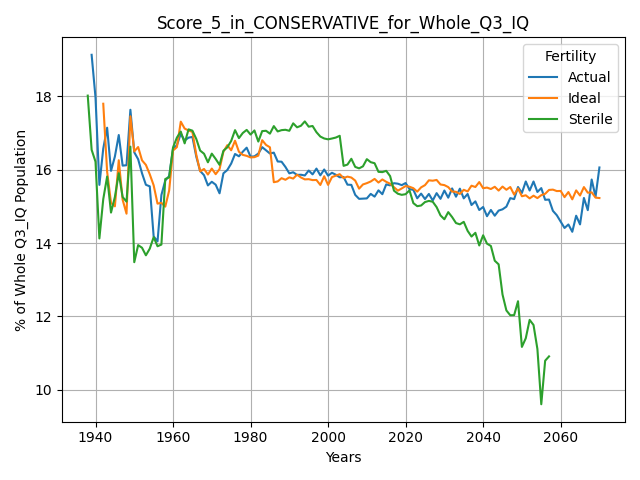 Score_5_in_CONSERVATIVE_for_Whole_Q3_IQ
Fertility
Actual
Ideal
Sterile
% of Whole Q3_IQ Population
18
16
14
12
10
1940
1960
1980
2000
2020
2040
2060
Years